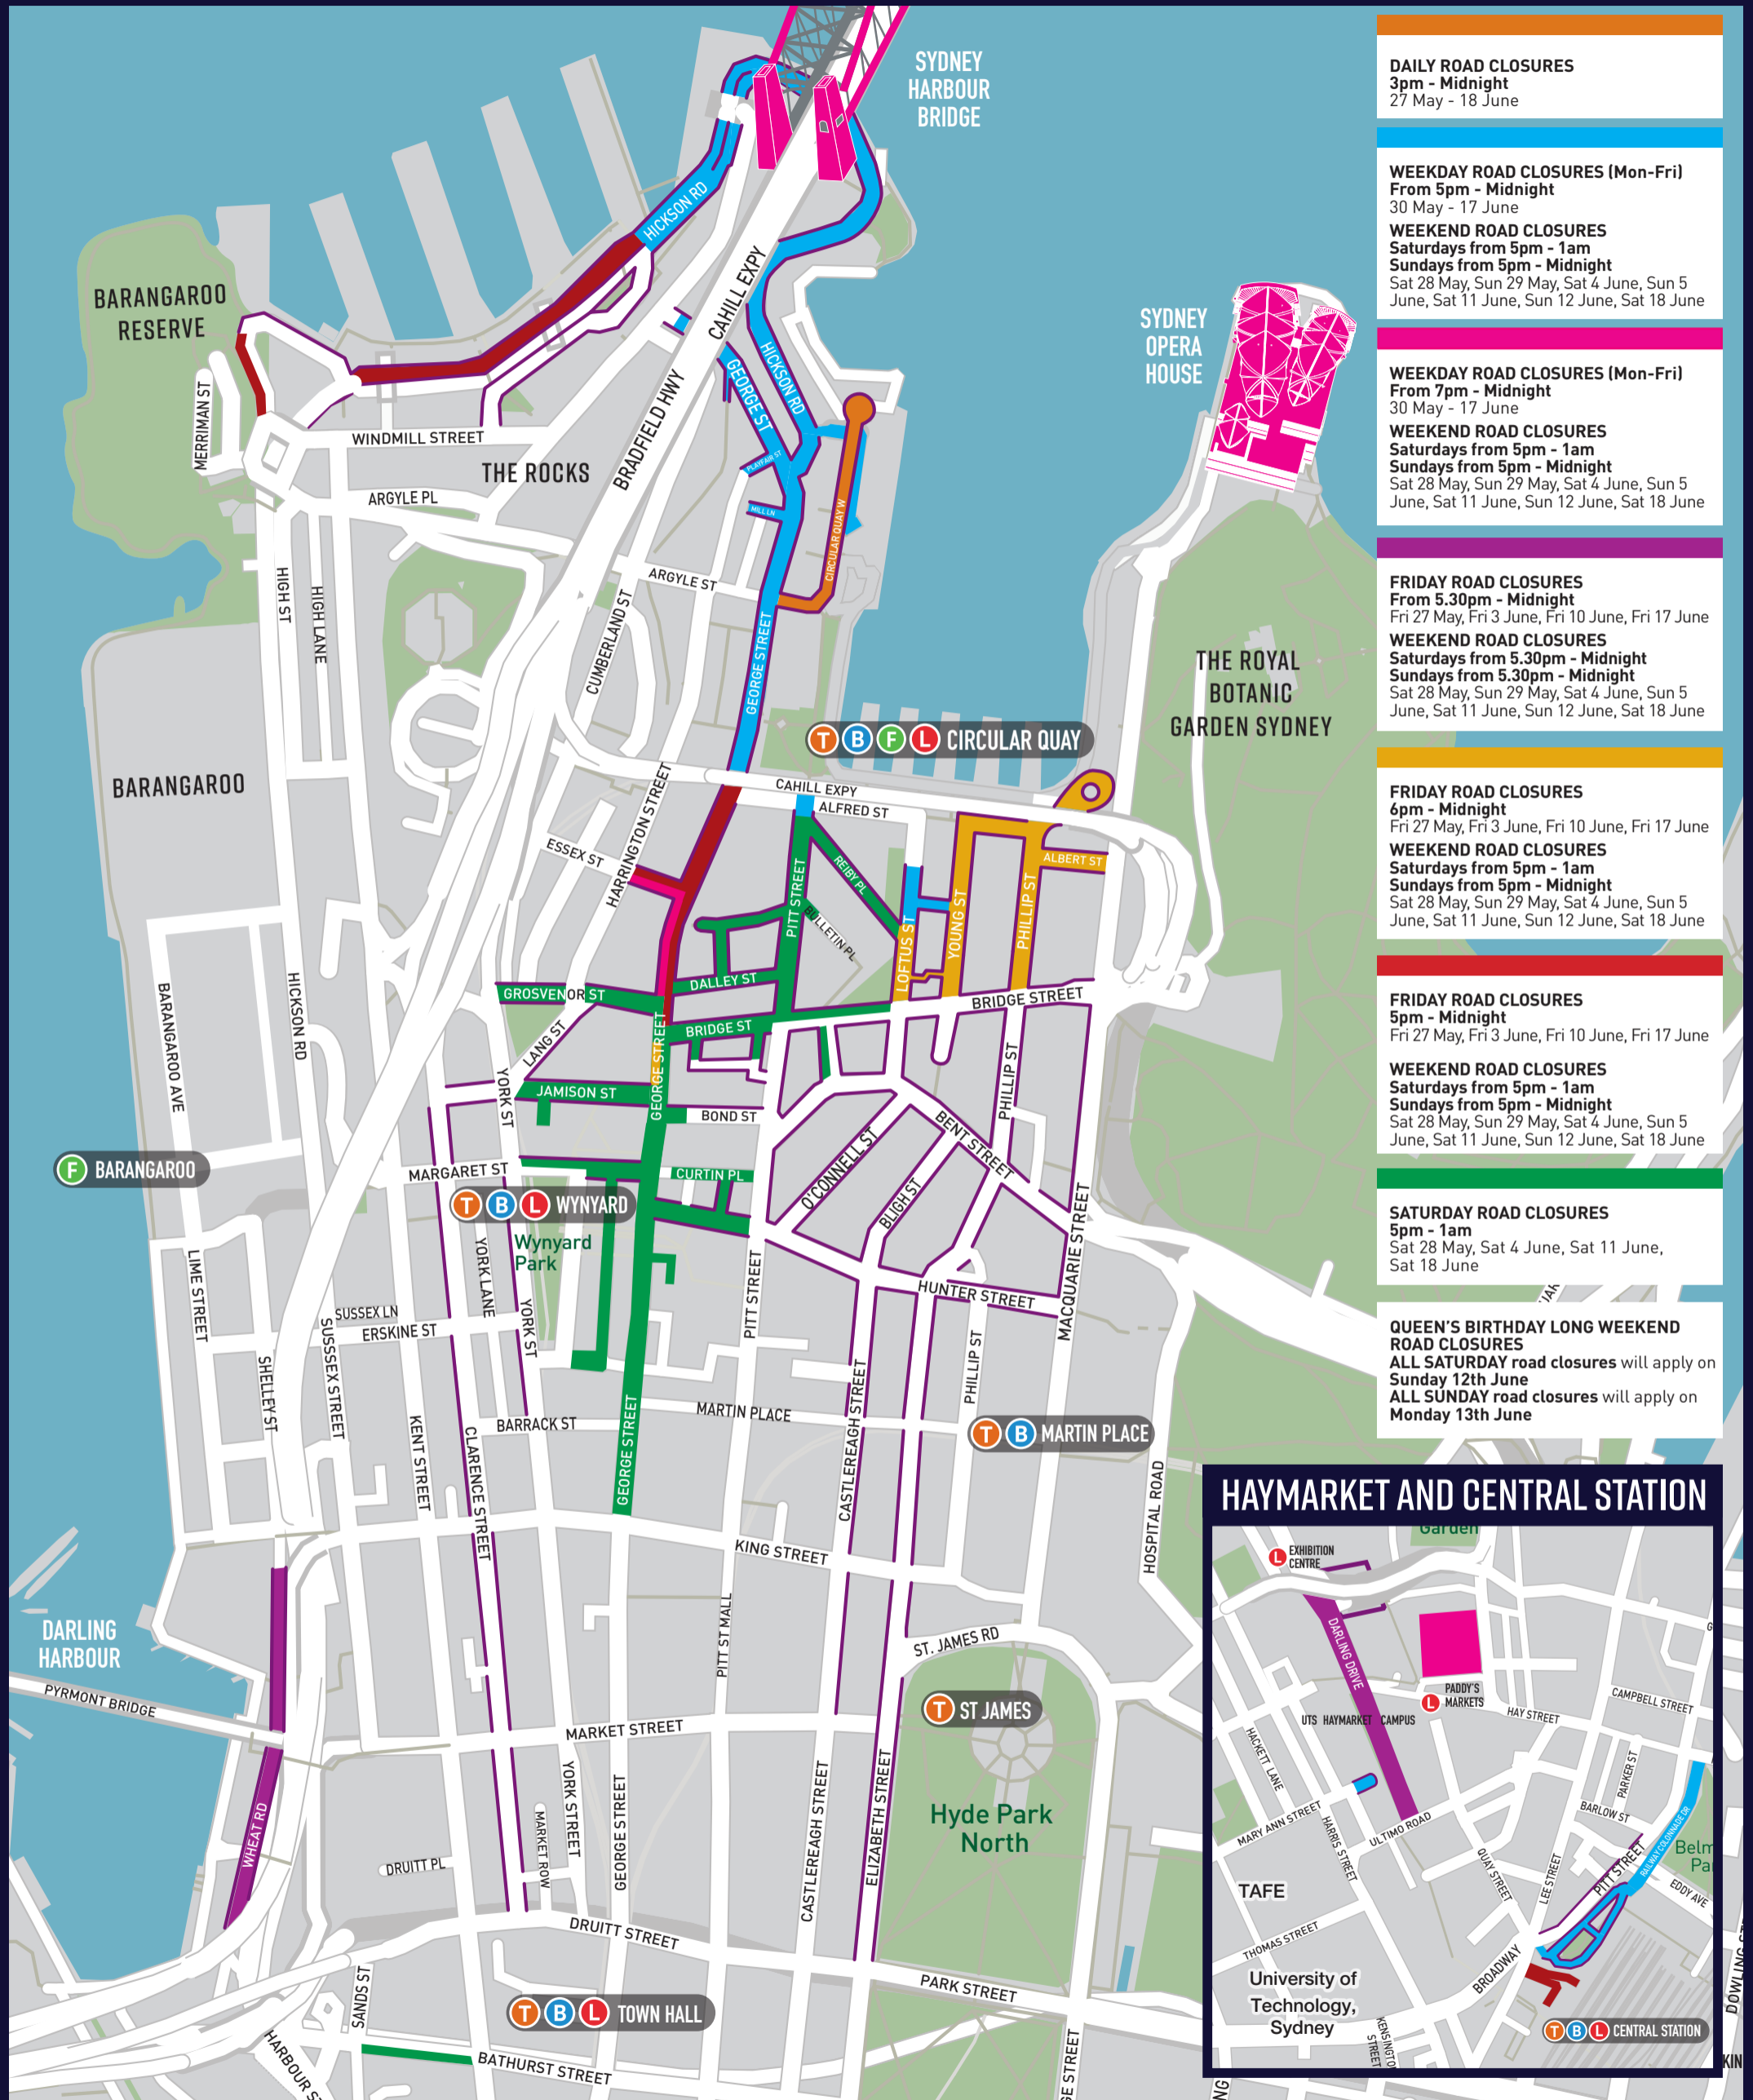 SYDNEY
HARBOUR
BRIDGE
HICKSON RD
CAHILL EXPY
BARANGAROO
RESERVE
MERRIMAN ST
WINDMILL STREET
THE ROCKS
BRADFIELD HWY
GEORGE ST
HICKSON RD
PLAYFAIR ST
MILL LN
CIRCULAR QUAY W
SYDNEY
OPERA
HOUSE
ARGYLE PL
ARGYLE ST
HIGH ST
HIGH LANE
CUMBERLAND ST
GEORGE STREET
THE ROYAL
BOTANIC
GARDEN SYDNEY
T B F L CIRCULAR QUAY
BARANGAROO
CAHILL EXPY
ALFRED ST
HARRINGTON STREET
ESSEX ST
PITT STREET
REIBY PL
BULLETIN PL
LOFTUS ST
YOUNG ST
PHILLIP ST
ALBERT ST
DALLEY ST
GROSVENOR ST
BRIDGE STREET
BRIDGE ST
LANG ST
BARANGAROO AVE
HICKSON RD
YORK ST
JAMISON ST
GEORGE STREET
BOND ST
PHILLIP ST
BENT STREET
O'CONNELL ST
BLIGH ST
F BARANGAROO
MARGARET ST
CURTIN PL
T B L WYNYARD
Wynyard
Park
MACQUARIE STREET
HUNTER STREET
LIME STREET
YORK LANE
YORK ST
PITT STREET
SUSSEX LN
ERSKINE ST
SHELLEY ST
SUSSSEX STREET
KENT STREET
CLARENCE STREET
BARRACK ST
GEORGE STREET
MARTIN PLACE
CASTLEREAGH STREET
PHILLIP ST
T B MARTIN PLACE
HOSPITAL ROAD
KING STREET
PITT ST MALL
ST. JAMES RD
DARLING
HARBOUR
PYRMONT BRIDGE
T ST JAMES
MARKET STREET
WHEAT RD
YORK STREET
MARKET ROW
GEORGE STREET
CASTLEREAGH STREET
ELIZABETH STREET
Hyde Park
North
DRUITT PL
DRUITT STREET
PARK STREET
SANDS ST
T B L TOWN HALL
BATHURST STREET
DAILY ROAD CLOSURES
3pm - Midnight
27 May - 18 June
WEEKDAY ROAD CLOSURES (Mon-Fri)
From 5pm - Midnight
30 May - 17 June
WEEKEND ROAD CLOSURES
Saturdays from 5pm - 1am
Sundays from 5pm - Midnight
Sat 28 May, Sun 29 May, Sat 4 June, Sun 5
June, Sat 11 June, Sun 12 June, Sat 18 June
WEEKDAY ROAD CLOSURES (Mon-Fri)
From 7pm - Midnight
30 May - 17 June
WEEKEND ROAD CLOSURES
Saturdays from 5pm - 1am
Sundays from 5pm - Midnight
Sat 28 May, Sun 29 May, Sat 4 June, Sun 5
June, Sat 11 June, Sun 12 June, Sat 18 June
FRIDAY ROAD CLOSURES
From 5.30pm - Midnight
Fri 27 May, Fri 3 June, Fri 10 June, Fri 17 June
WEEKEND ROAD CLOSURES
Saturdays from 5.30pm - Midnight
Sundays from 5.30pm - Midnight
Sat 28 May, Sun 29 May, Sat 4 June, Sun 5
June, Sat 11 June, Sun 12 June, Sat 18 June
FRIDAY ROAD CLOSURES
6pm - Midnight
Fri 27 May, Fri 3 June, Fri 10 June, Fri 17 June
WEEKEND ROAD CLOSURES
Saturdays from 5pm - 1am
Sundays from 5pm - Midnight
Sat 28 May, Sun 29 May, Sat 4 June, Sun 5
June, Sat 11 June, Sun 12 June, Sat 18 June
FRIDAY ROAD CLOSURES
5pm - Midnight
Fri 27 May, Fri 3 June, Fri 10 June, Fri 17 June
WEEKEND ROAD CLOSURES
Saturdays from 5pm - 1am
Sundays from 5pm - Midnight
Sat 28 May, Sun 29 May, Sat 4 June, Sun 5
June, Sat 11 June, Sun 12 June, Sat 18 June
SATURDAY ROAD CLOSURES
5pm - 1am
Sat 28 May, Sat 4 June, Sat 11 June,
Sat 18 June
QUEEN'S BIRTHDAY LONG WEEKEND
ROAD CLOSURES
ALL SATURDAY road closures will apply on
Sunday 12th June
ALL SUNDAY road closures will apply on
Monday 13th June
HAYMARKET AND CENTRAL STATION
Garden
L EXHIBITION
CENTRE
DARLING DRIVE
PADDY'S
L MARKETS
UTS HAYMARKET CAMPUS
HAY STREET
CAMPBELL STREET
HACKETT LANE
PARKER ST
BARLOW ST
MARY ANN STREET
HARRIS STREET
ULTIMO ROAD
QUAY STREET
LEE STREET
PITT STREET
RAILWAY COLONNADE DR
Belm
Pa
EDDY AVE
TAFE
THOMAS STREET
BROADWAY
University of
Technology,
Sydney
T B L CENTRAL STATION